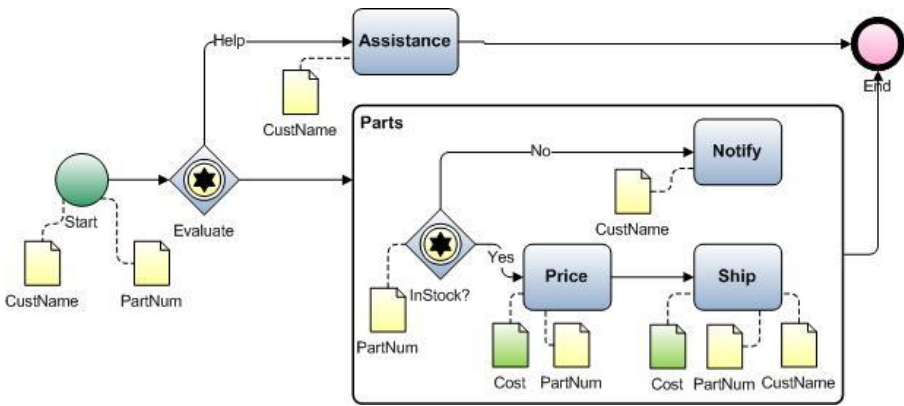 Help
Assistance
CustName
End
Parts
No
Notify
CustName
Start
Evaluate
CustName
PartNum
InStock?
Yes
Price
Ship
PartNum
Cost
PartNum
Cost
PartNum
CustName